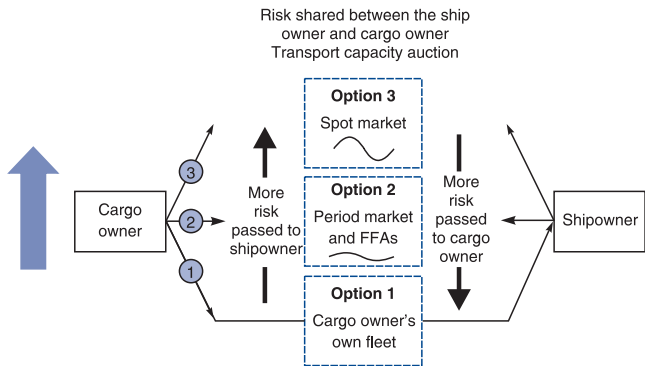 Risk shared between the ship
owner and cargo owner
Transport capacity auction
Option 3
Spot market
3
More
risk
passed to
shipowner
Option 2
Period market
and FFAs
More
risk
passed
to cargo
owner
Cargo
owner
2
Shipowner
1
Option 1
Cargo owner's
own fleet